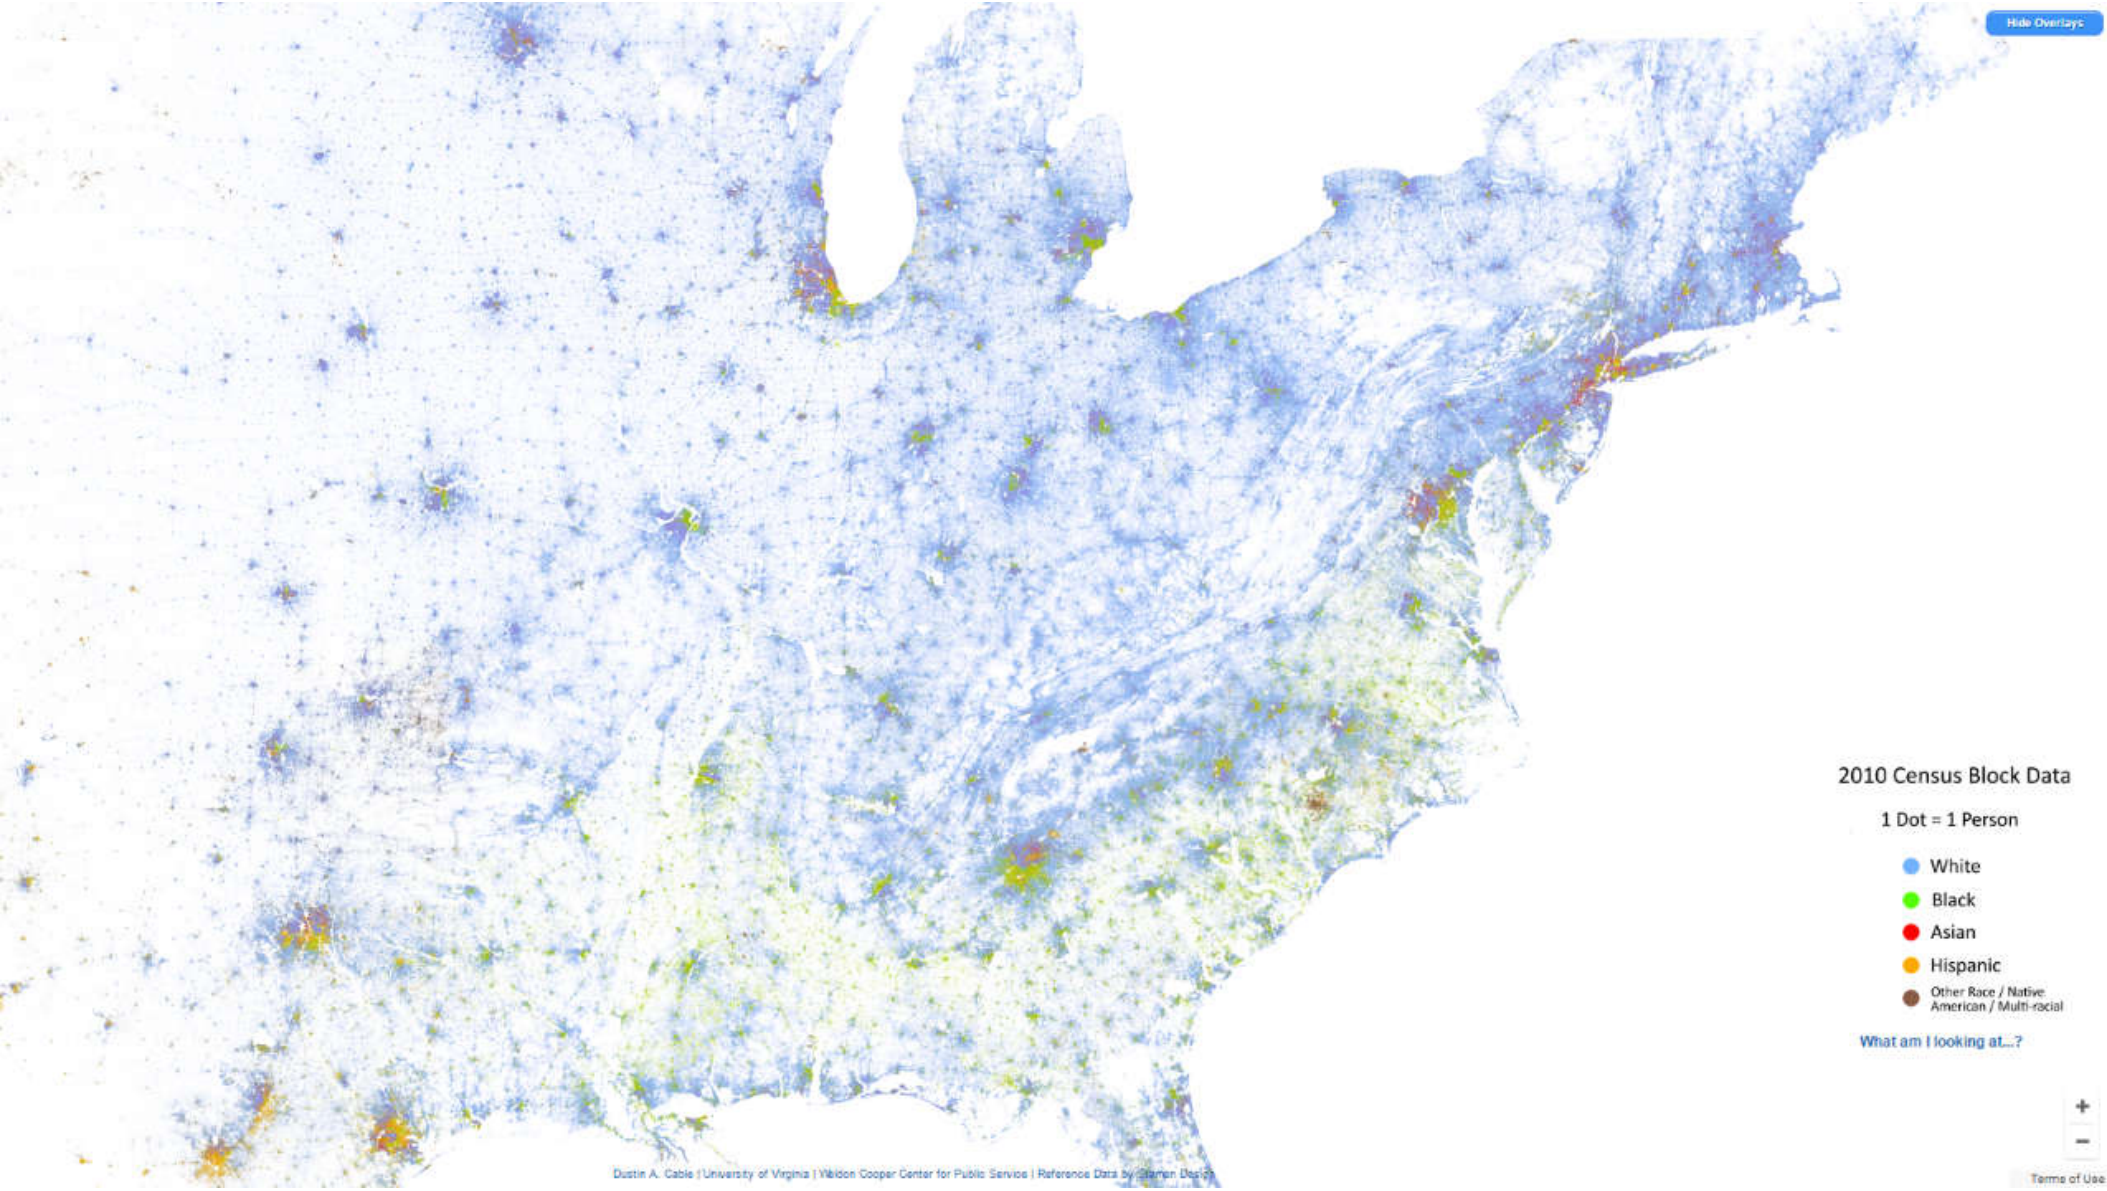 Hide Overlays
2010 Census Block Data
1 Dot = 1 Person
White
Black
Asian
Hispanic
Other Race / Native
American / Multi-racial
What am I looking at...?
+
−
Dustin A. Cable | University of Virginia | Weldon Cooper Center for Public Service | Reference Data by Stamen Design
Terms of Use